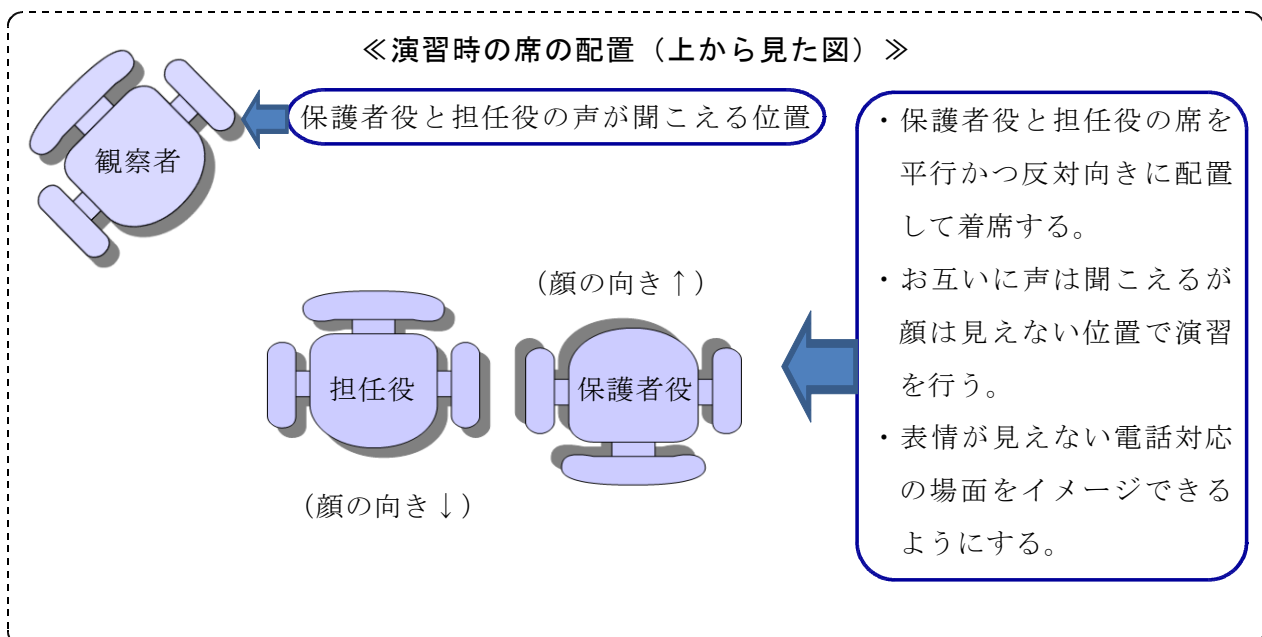 ≪演習時の席の配置（上から見た図）≫
観察者
保護者役と担任役の声が聞こえる位置
・保護者役と担任役の席を
平行かつ反対向きに配置
して着席する。
・お互いに声は聞こえるが
顔は見えない位置で演習
を行う。
・表情が見えない電話対応
の場面をイメージできる
ようにする。
（顔の向き↑）
担任役
保護者役
（顔の向き↓）